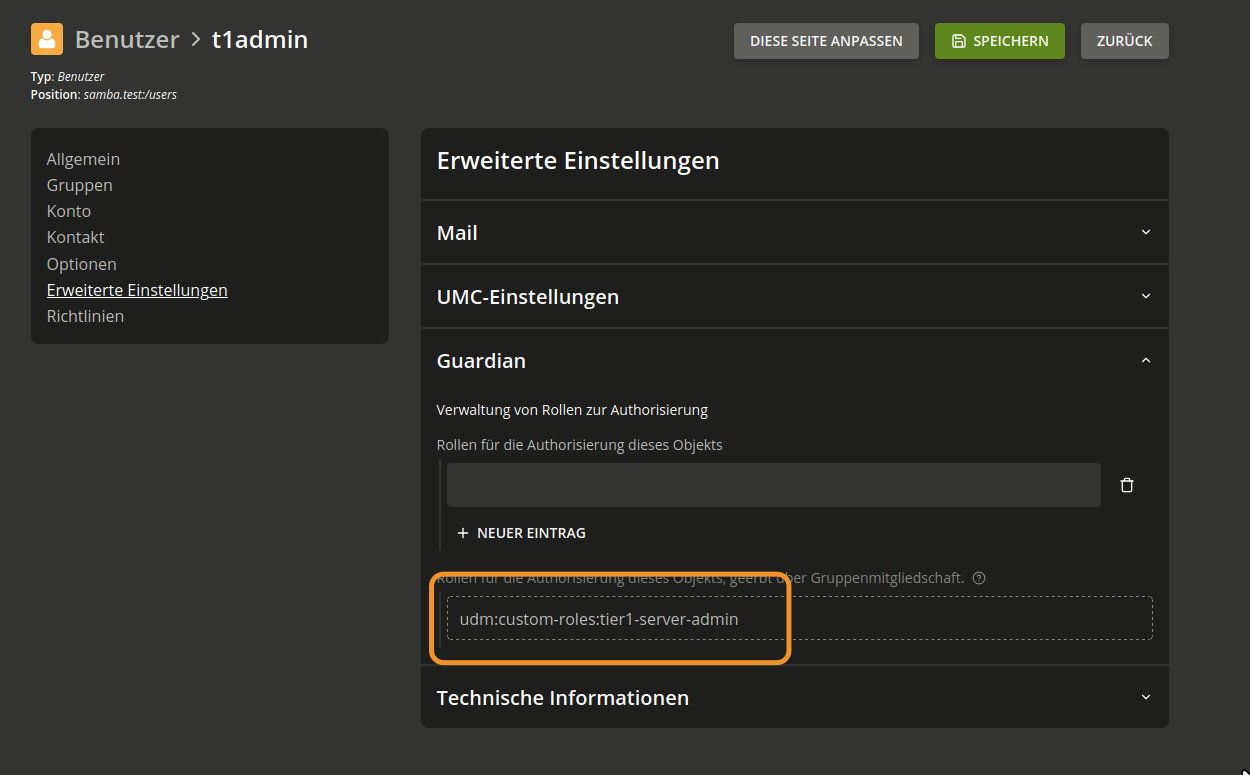 Benutzer > t1admin
DIESE SEITE ANPASSEN
SPEICHERN
ZURÜCK
Typ: Benutzer
Position: samba.test:/users
Allgemein
Gruppen
Konto
Kontakt
Optionen
Erweiterte Einstellungen
Richtlinien
Erweiterte Einstellungen
Mail
UMC-Einstellungen
Guardian
Verwaltung von Rollen zur Authorisierung
Rollen für die Authorisierung dieses Objekts
+ NEUER EINTRAG
Rollen für die Authorisierung dieses Objekts, geerbt über Gruppenmitgliedschaft.
udm:custom-roles:tier1-server-admin
Technische Informationen